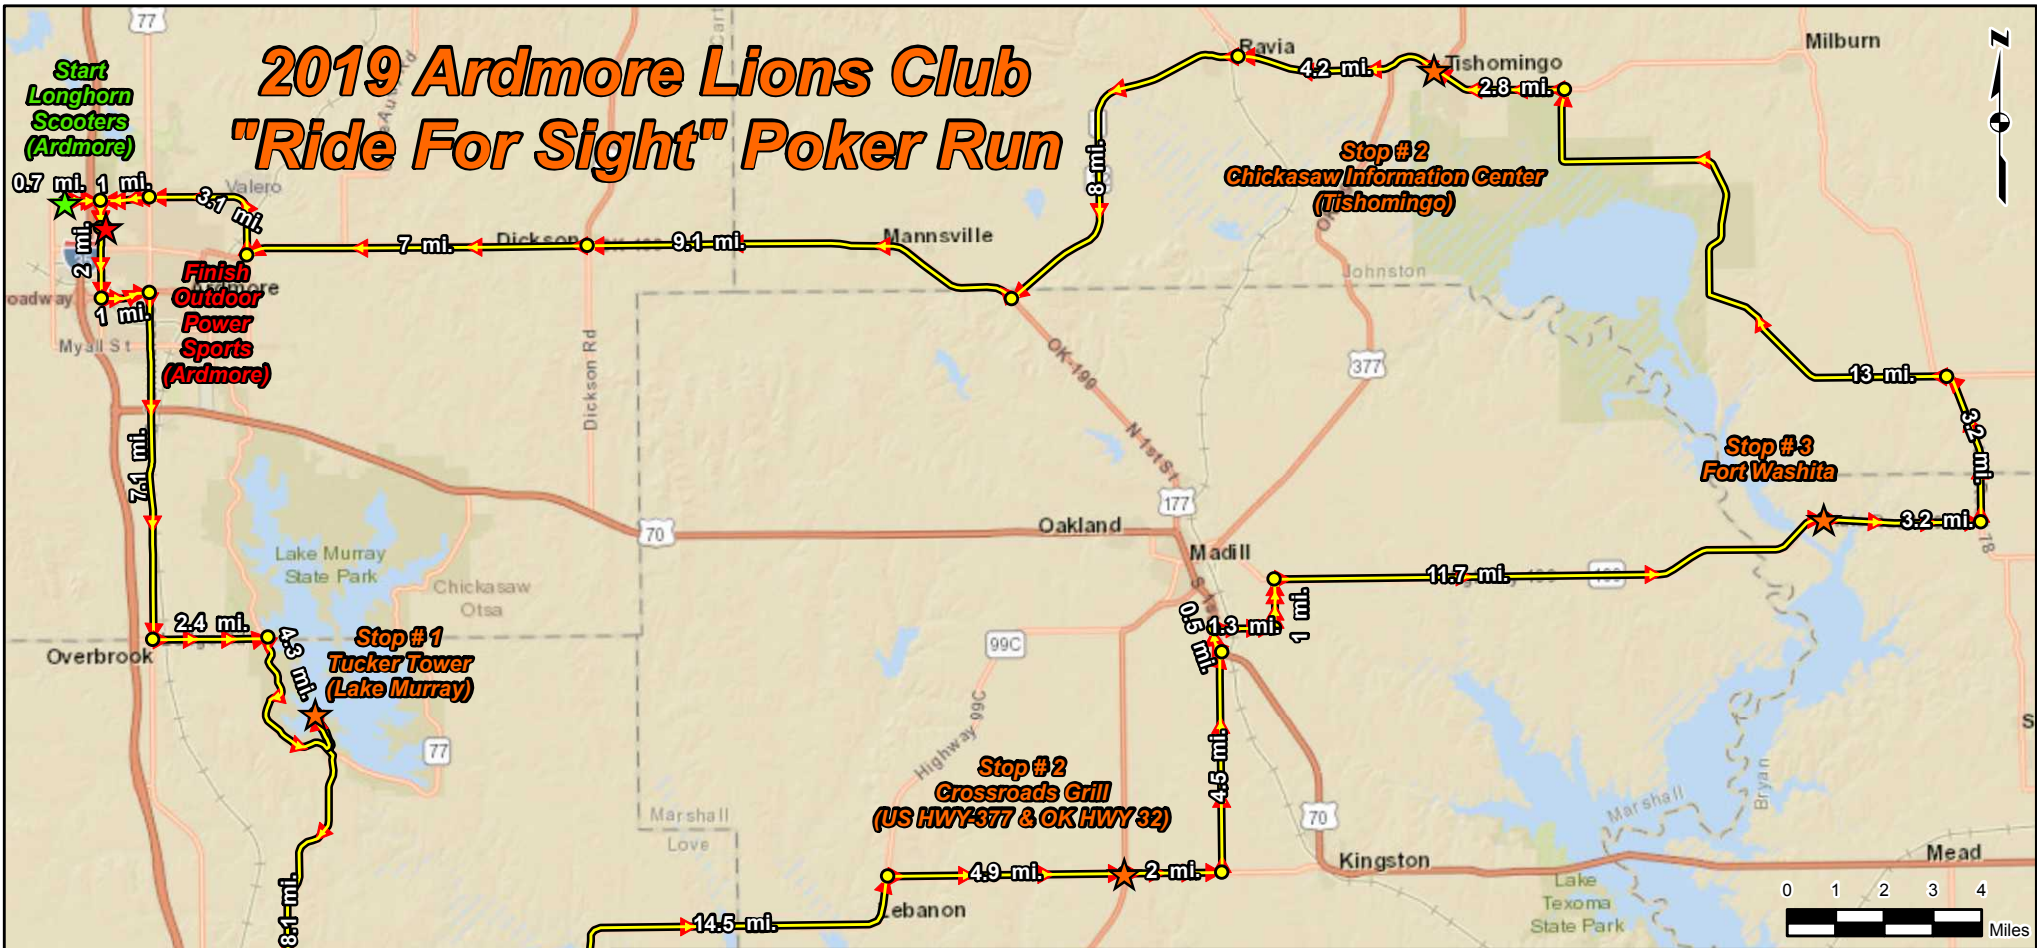 77
2019 Ardmore Lions Club
"Ride For Sight" Poker Run
Start
Longhorn
Scooters
(Ardmore)
0.7 mi.
1 mi.
Valero
3.1 mi.
2 mi.
1 mi.
Finish
Outdoor
Power
Sports
(Ardmore)
Ardmore
oadway
Myall St
7 mi.
Dickson
9.1 mi.
Mannsville
Dickson Rd
8 mi.
Ravia
4.2 mi.
Tishomingo
2.8 mi.
Milburn
N
Stop # 2
Chickasaw Information Center
(Tishomingo)
Johnston
OK-199
N 1st St
377
177
13 mi.
3.2 mi.
Stop # 3
Fort Washita
3.2 mi.
78
7.1 mi.
70
Oakland
Madill
11.7 mi.
1 mi.
1.3 mi.
0.5 mi.
Lake Murray
State Park
Chickasaw
Otsa
2.4 mi.
4.3 mi.
Overbrook
Stop # 1
Tucker Tower
(Lake Murray)
77
99C
Highway 99C
4.5 mi.
Stop # 2
Crossroads Grill
(US HWY-377 & OK HWY 32)
Marshall
Love
70
Marshall
Bryan
8.1 mi.
14.5 mi.
4.9 mi.
2 mi.
Lebanon
Kingston
Mead
Lake
Texoma
State Park
0 1 2 3 4
Miles